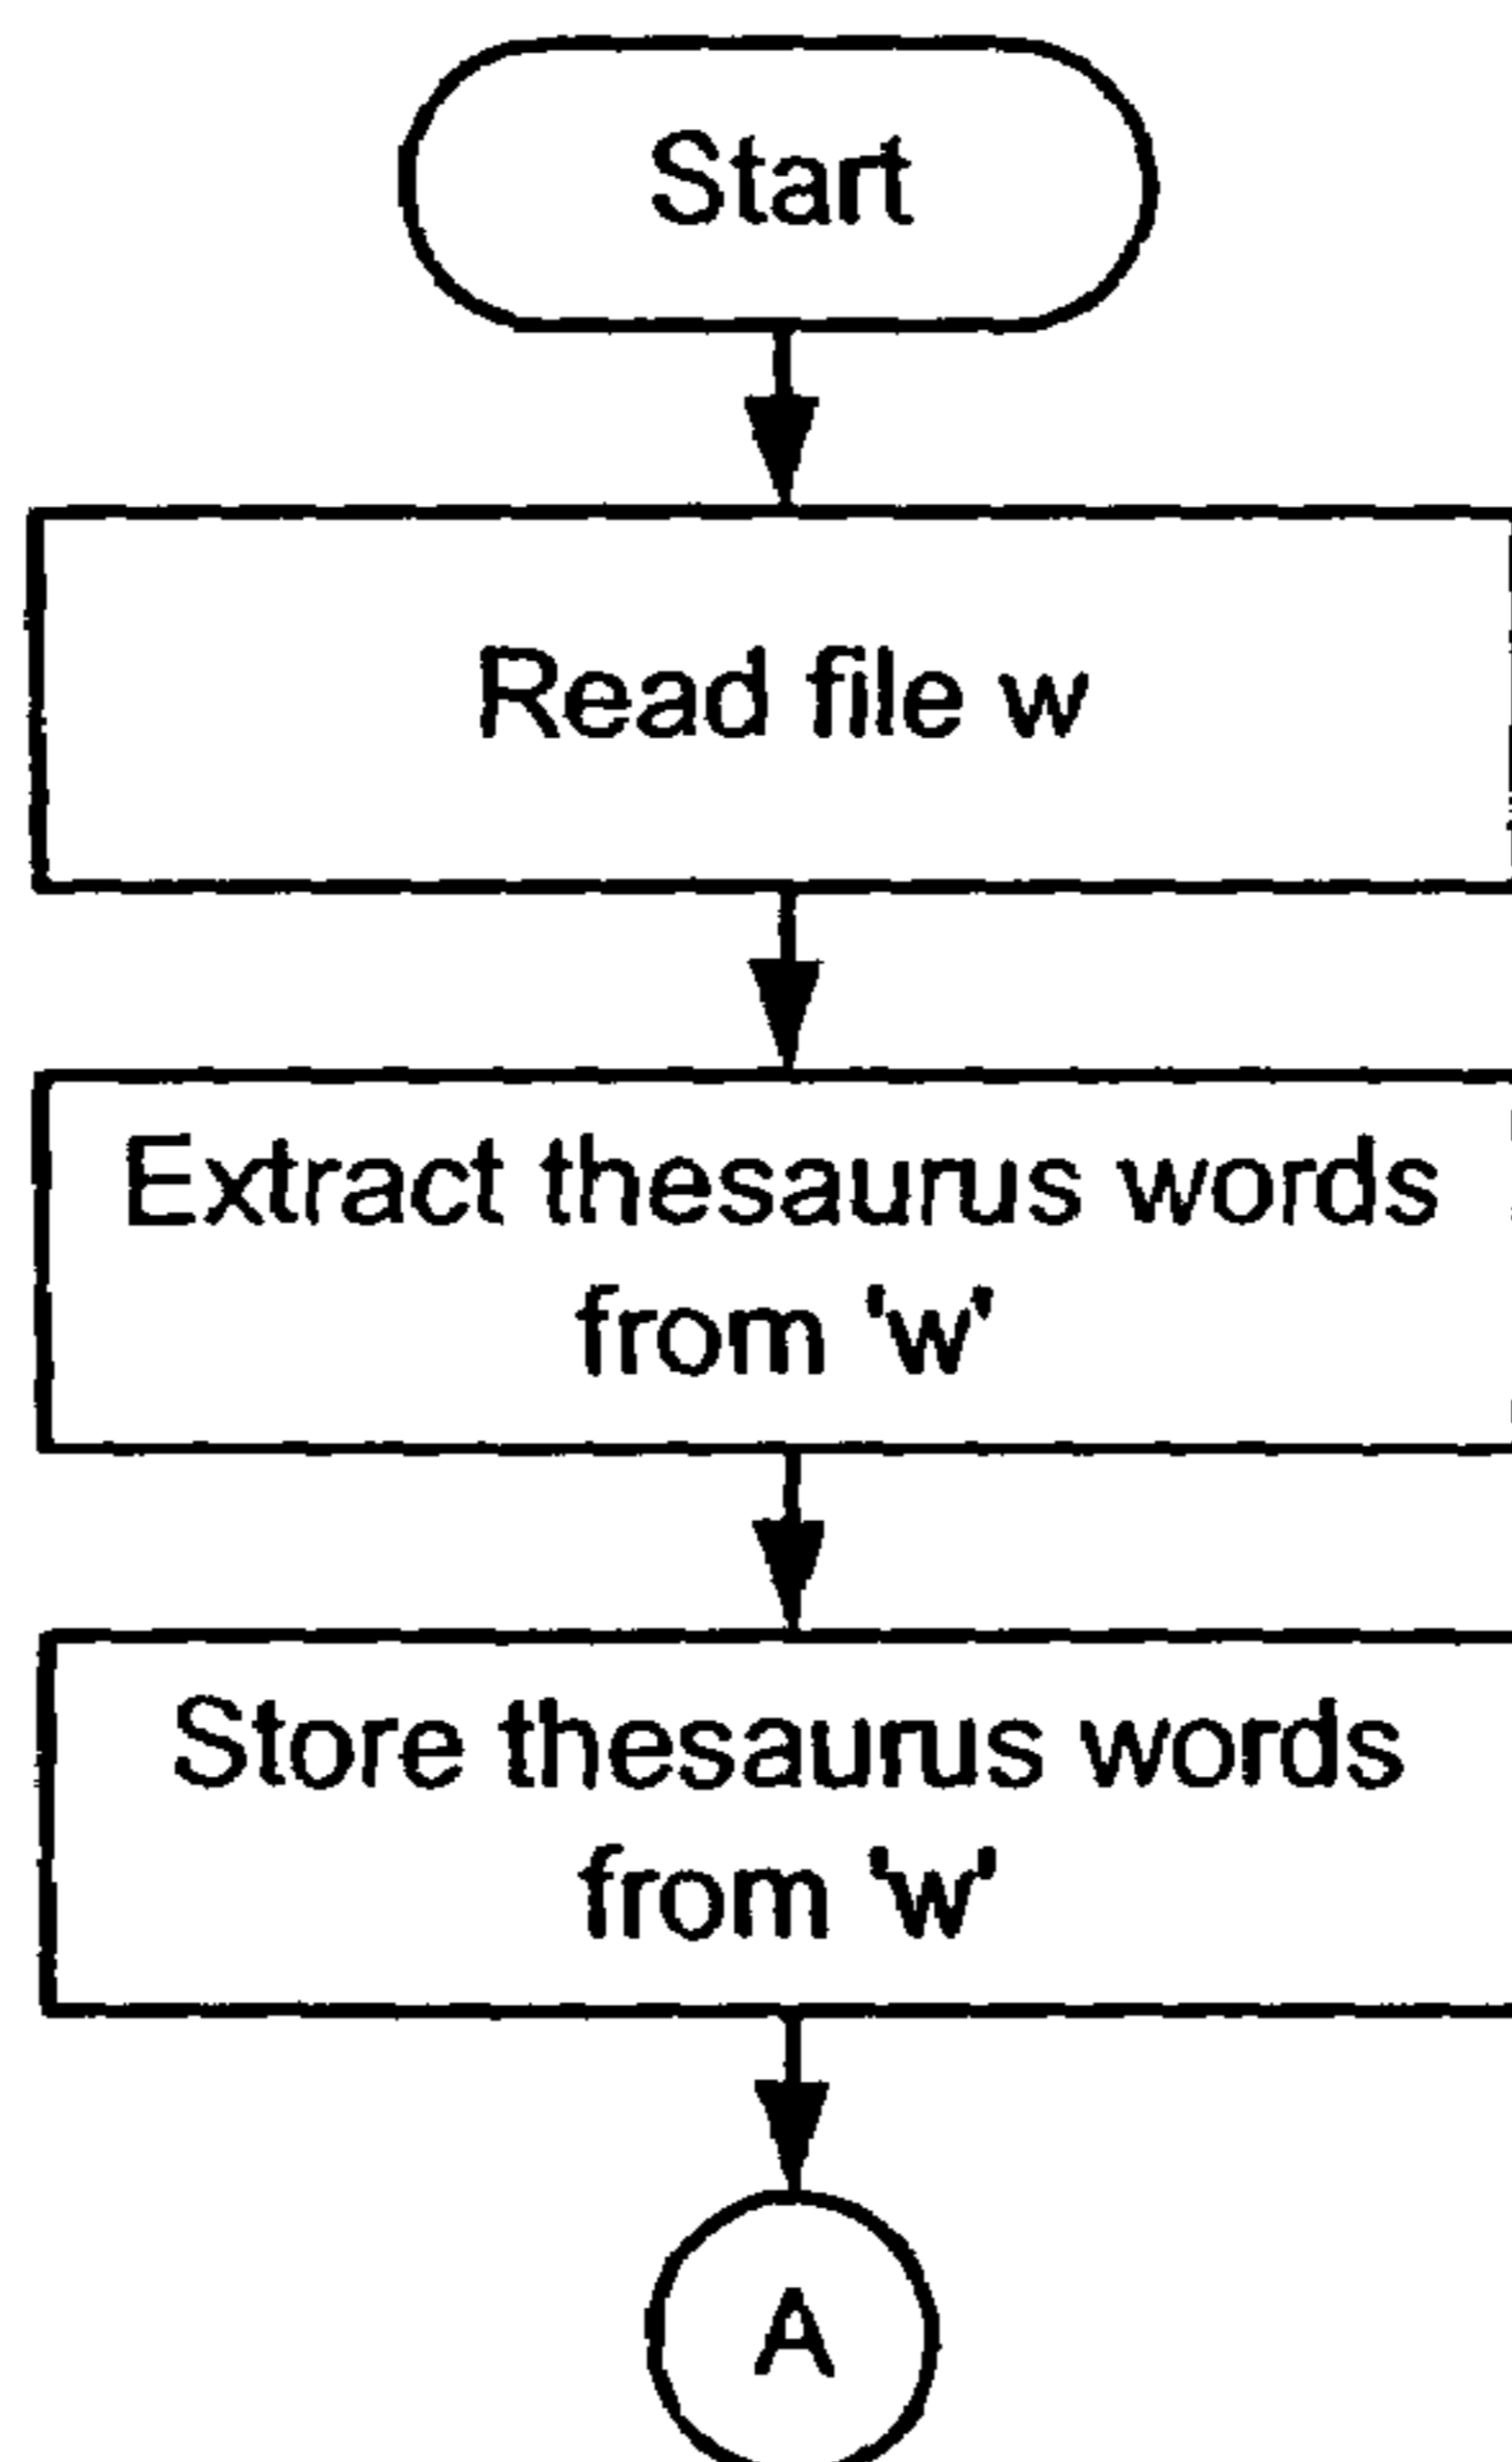 Start
Read file w
Extract thesaurus words
from 'w'
Store thesaurus words
from 'w'
A